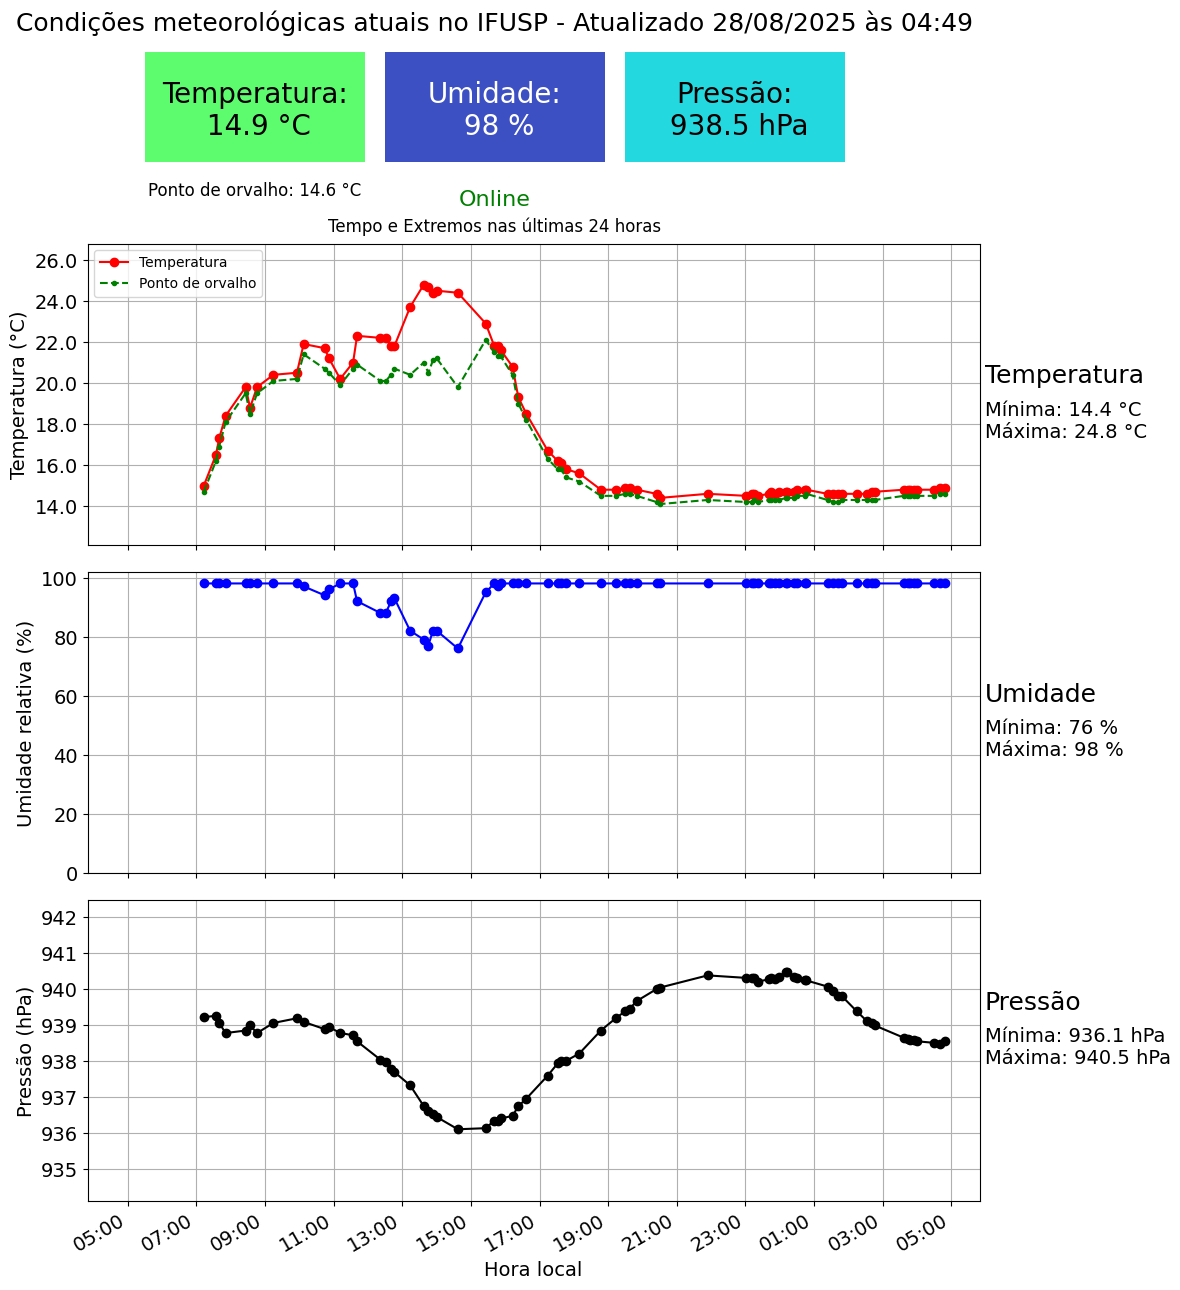 Condições meteorológicas atuais no IFUSP - Atualizado 28/08/2025 às 04:49
Temperatura:
14.9 °C
Umidade:
98 %
Pressão:
938.5 hPa
Ponto de orvalho: 14.6 °C
Online
Tempo e Extremos nas últimas 24 horas
Temperatura
Ponto de orvalho
Temperatura (°C)
26.0
24.0
22.0
20.0
18.0
16.0
14.0
Temperatura
Mínima: 14.4 °C
Máxima: 24.8 °C
Umidade relativa (%)
100
80
60
40
20
0
Umidade
Mínima: 76 %
Máxima: 98 %
Pressão (hPa)
942
941
940
939
938
937
936
935
Pressão
Mínima: 936.1 hPa
Máxima: 940.5 hPa
05:00
07:00
09:00
11:00
13:00
15:00
17:00
19:00
21:00
23:00
01:00
03:00
05:00
Hora local